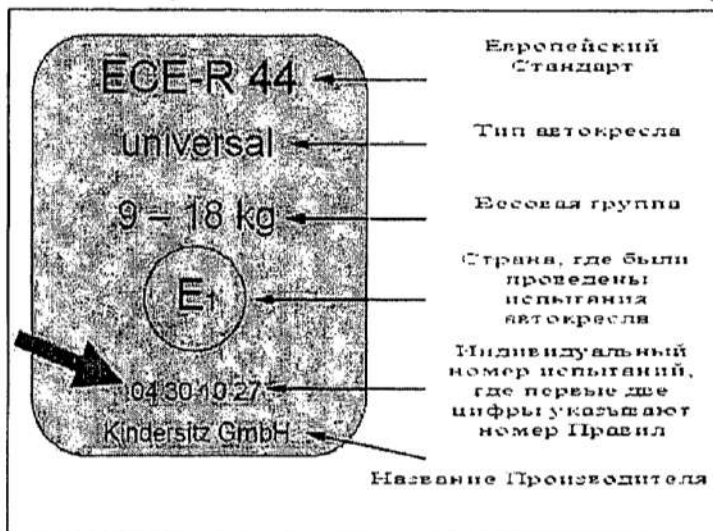 ECE-R 44
Европейский
Стандарт
universal
Тип автокресла
9 – 18 kg
Весовая группа
E1
Страна, где были
проведены
испытания
автокресла
04 30 10 27
Индивидуальный
номер испытаний,
где первые две
цифры указывают
номер Правил
Kindersitz GmbH
Название Производителя